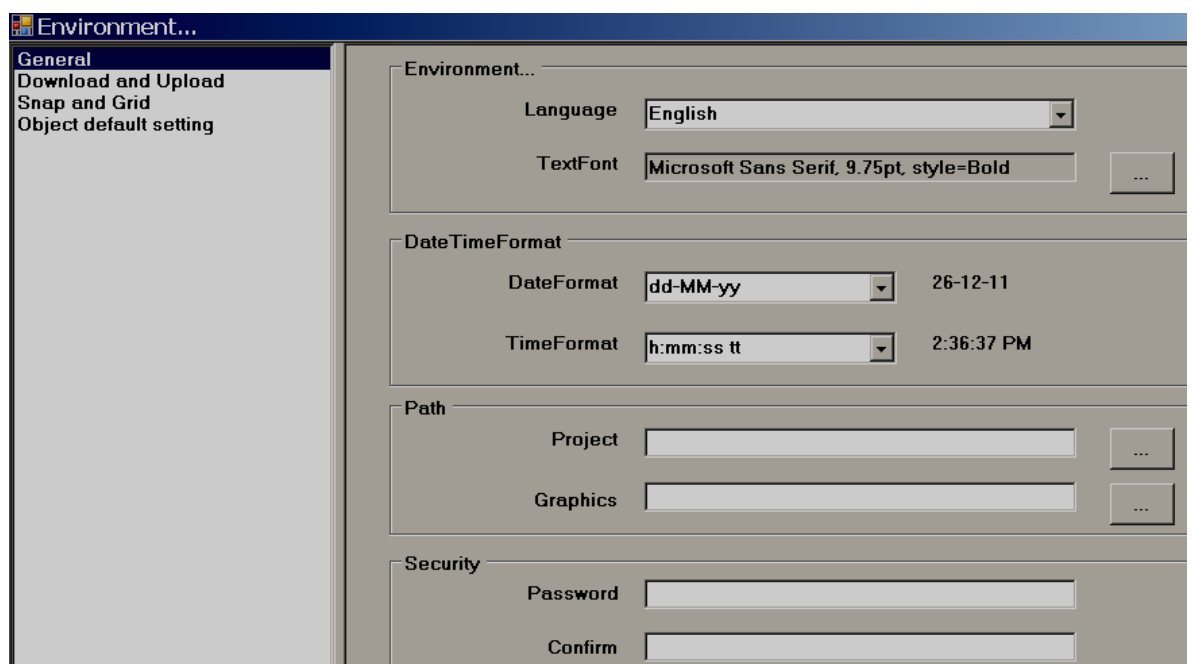 Environment...
General
Download and Upload
Snap and Grid
Object default setting
Environment...
Language English
TextFont Microsoft Sans Serif, 9.75pt, style=Bold ...
DateTimeFormat
DateFormat dd-MM-yy 26-12-11
TimeFormat h:mm:ss tt 2:36:37 PM
Path
Project ...
Graphics ...
Security
Password
Confirm